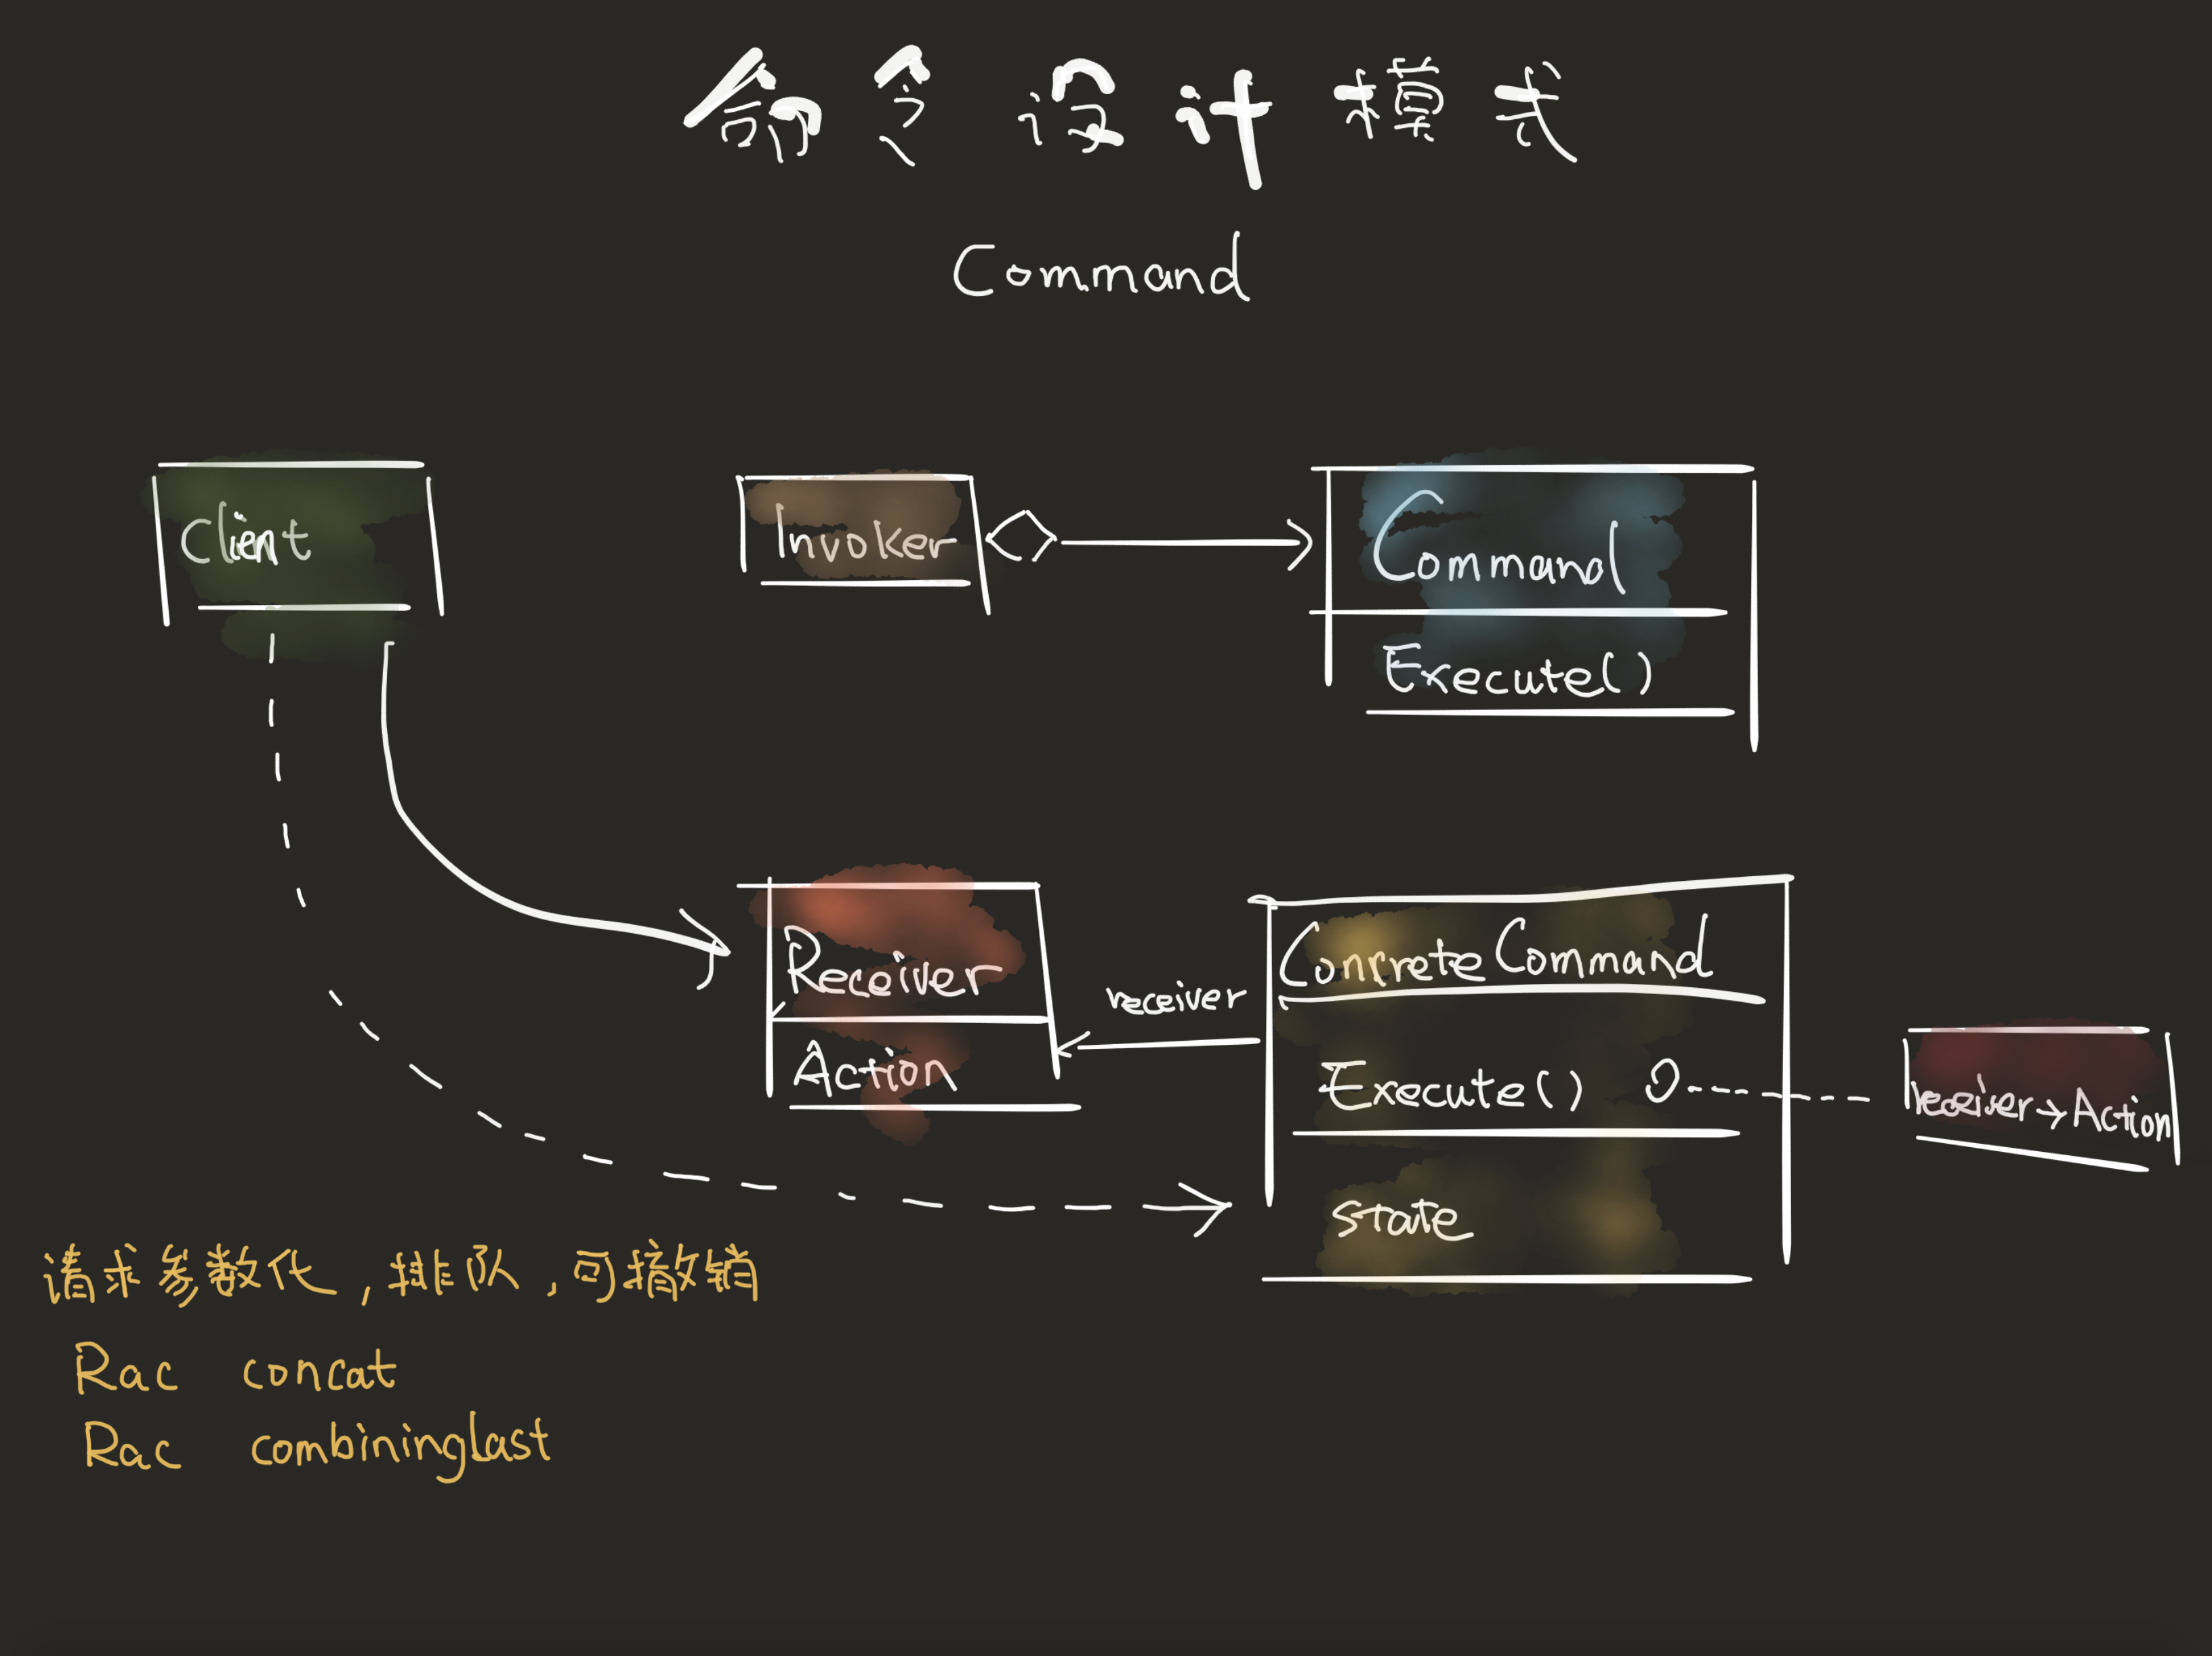 命令设计模式
Command
Client
Invoker
Command
Execute()
Receiver
Action
receiver
ConcreteCommand
Execute()
state
receiver→Action
请求参数化,排队,可撤销
Rac concat
Rac combininglast